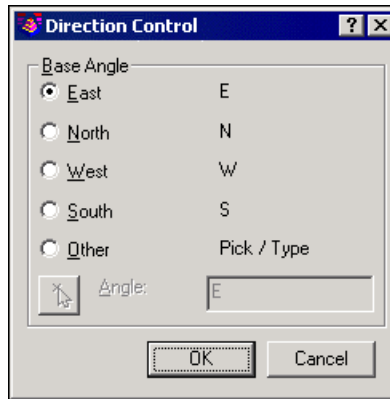 Direction Control
Base Angle
East E
North N
West W
South S
Other Pick / Type
Angle: E
OK Cancel